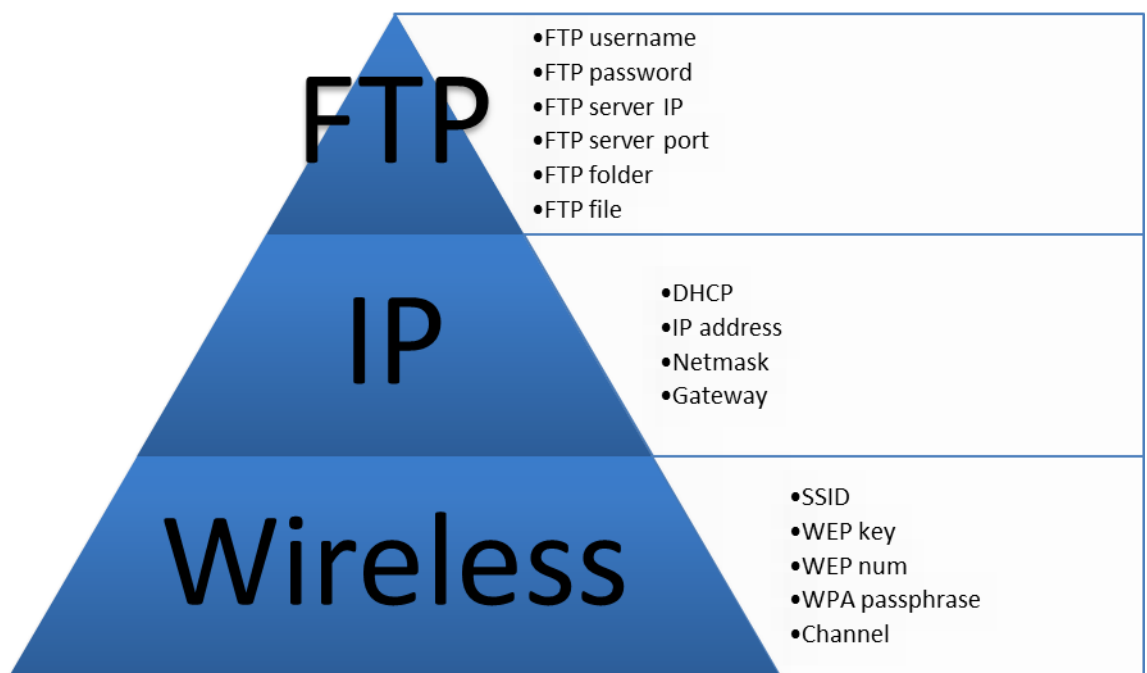 FTP
•FTP username
•FTP password
•FTP server IP
•FTP server port
•FTP folder
•FTP file
IP
•DHCP
•IP address
•Netmask
•Gateway
Wireless
•SSID
•WEP key
•WEP num
•WPA passphrase
•Channel